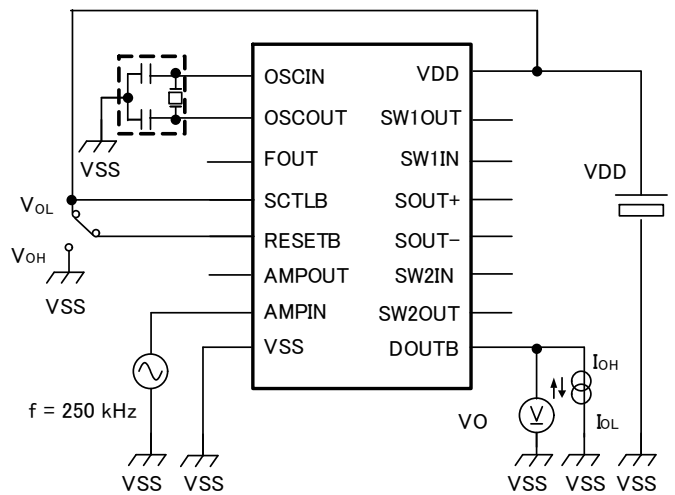 OSCIN
OSCOUT
FOUT
SCTLB
RESETB
AMPOUT
AMPIN
VSS
VDD
SW1OUT
SW1IN
SOUT+
SOUT−
SW2IN
SW2OUT
DOUTB
VSS
VOL
VOH
VSS
f = 250 kHz
VSS
VSS
VDD
IOH
VO
V
IOL
VSS
VSS
VSS